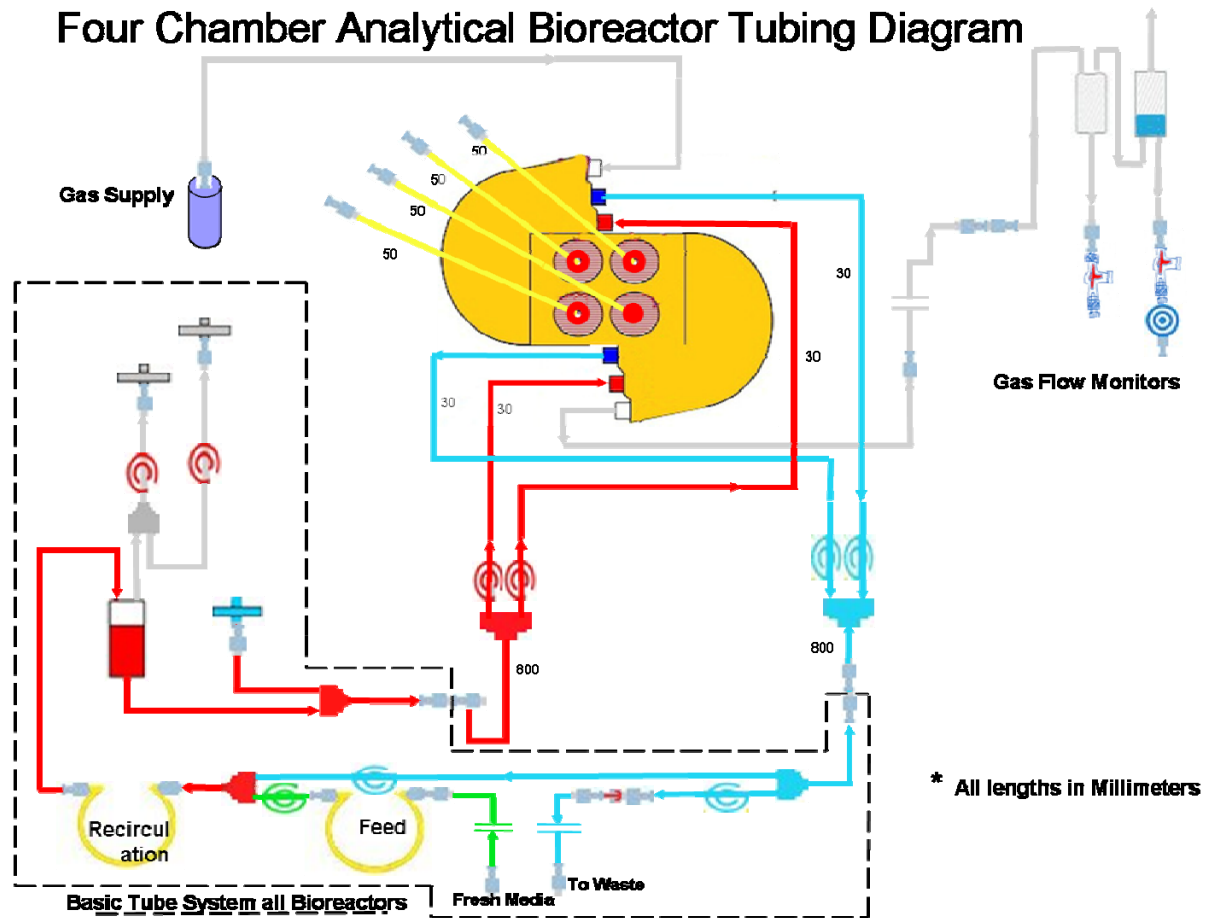 Four Chamber Analytical Bioreactor Tubing Diagram
Gas Supply
50
50
50
50
30
30
30
30
Gas Flow Monitors
800
800
* All lengths in Millimeters
Recircul
ation
Feed
Fresh Media
To Waste
Basic Tube System all Bioreactors